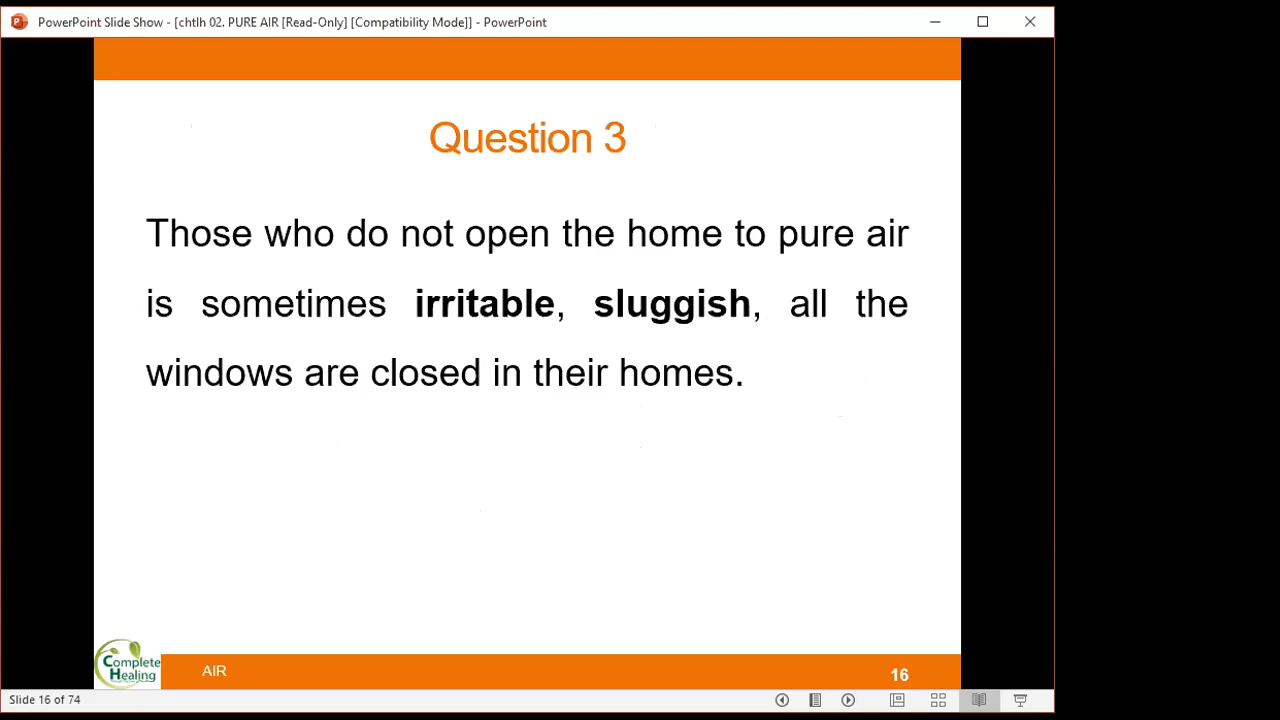 PowerPoint Slide Show - [chtlh 02. PURE AIR [Read-Only] [Compatibility Mode]] - PowerPoint
Question 3
Those who do not open the home to pure air
is sometimes irritable, sluggish, all the
windows are closed in their homes.
Complete
Healing
AIR
16
Slide 16 of 74